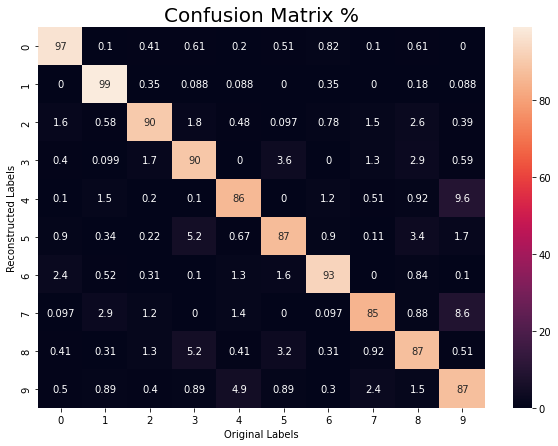 Confusion Matrix %
0 97 0.1 0.41 0.61 0.2 0.51 0.82 0.1 0.61 0
1 0 99 0.35 0.088 0.088 0 0.35 0 0.18 0.088
2 1.6 0.58 90 1.8 0.48 0.097 0.78 1.5 2.6 0.39
3 0.4 0.099 1.7 90 0 3.6 0 1.3 2.9 0.59
4 0.1 1.5 0.2 0.1 86 0 1.2 0.51 0.92 9.6
5 0.9 0.34 0.22 5.2 0.67 87 0.9 0.11 3.4 1.7
6 2.4 0.52 0.31 0.1 1.3 1.6 93 0 0.84 0.1
7 0.097 2.9 1.2 0 1.4 0 0.097 85 0.88 8.6
8 0.41 0.31 1.3 5.2 0.41 3.2 0.31 0.92 87 0.51
9 0.5 0.89 0.4 0.89 4.9 0.89 0.3 2.4 1.5 87
0 1 2 3 4 5 6 7 8 9
Original Labels
Reconstructed Labels
80
60
40
20
0